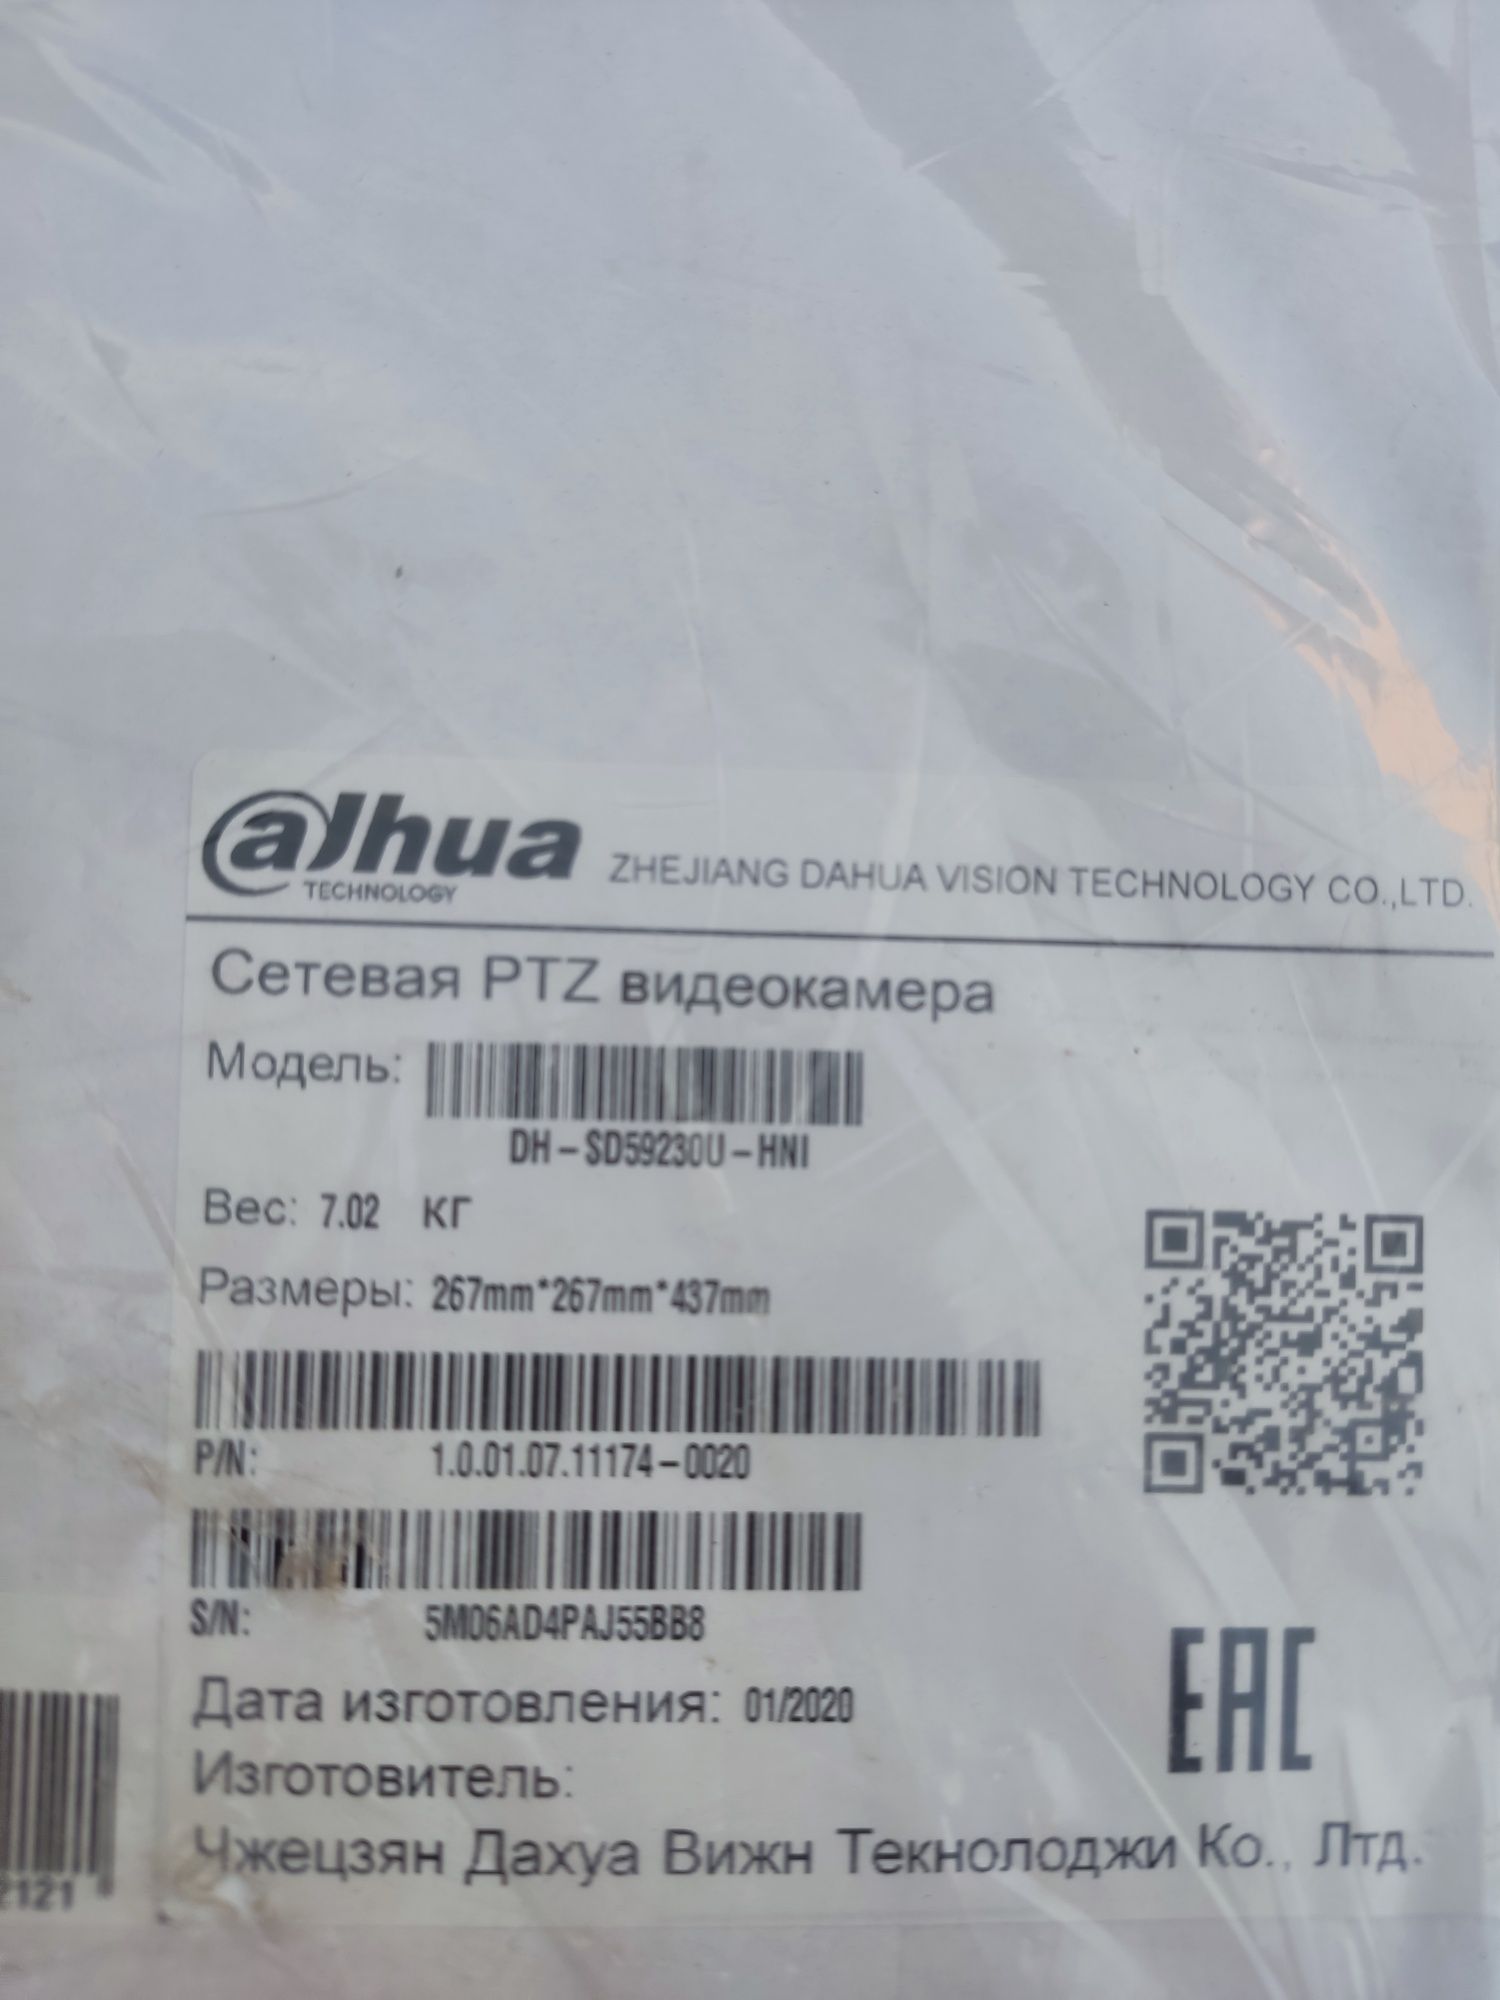 alhua
TECHNOLOGY
ZHEJIANG DAHUA VISION TECHNOLOGY CO.,LTD.
Сетевая PTZ видеокамера
Модель:
DH-SD59230U-HNI
Вес: 7.02 КГ
Размеры: 267mm*267mm*437mm
P/N: 1.0.01.07.11174-0020
S/N: 5M06AD4PAJ55BB8
Дата изготовления: 01/2020
Изготовитель:
Чжецзян Дахуа Вижн Текнолоджи Ко., Лтд.
EAC
2121